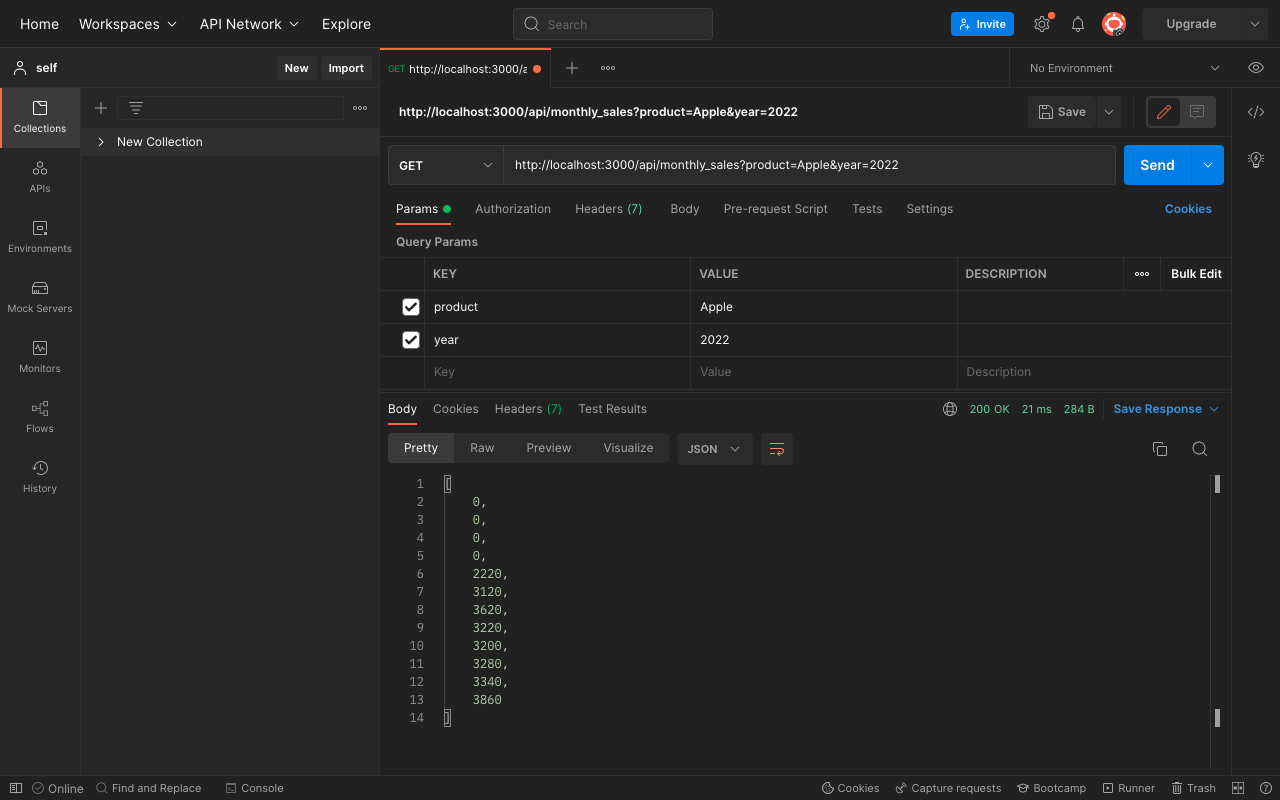 Home Workspaces API Network Explore Search Invite Upgrade
self New Import GET http://localhost:3000/a No Environment
http://localhost:3000/api/monthly_sales?product=Apple&year=2022 Save
Collections
APIs
Environments
Mock Servers
Monitors
Flows
History
New Collection
GET http://localhost:3000/api/monthly_sales?product=Apple&year=2022 Send
Params Authorization Headers (7) Body Pre-request Script Tests Settings Cookies
Query Params
KEY VALUE DESCRIPTION Bulk Edit
product Apple
year 2022
Key Value Description
Body Cookies Headers (7) Test Results 200 OK 21 ms 284 B Save Response
Pretty Raw Preview Visualize JSON
1 [
2 0,
3 0,
4 0,
5 0,
6 2220,
7 3120,
8 3620,
9 3220,
10 3200,
11 3280,
12 3340,
13 3860
14 ]
Online Find and Replace Console Cookies Capture requests Bootcamp Runner Trash